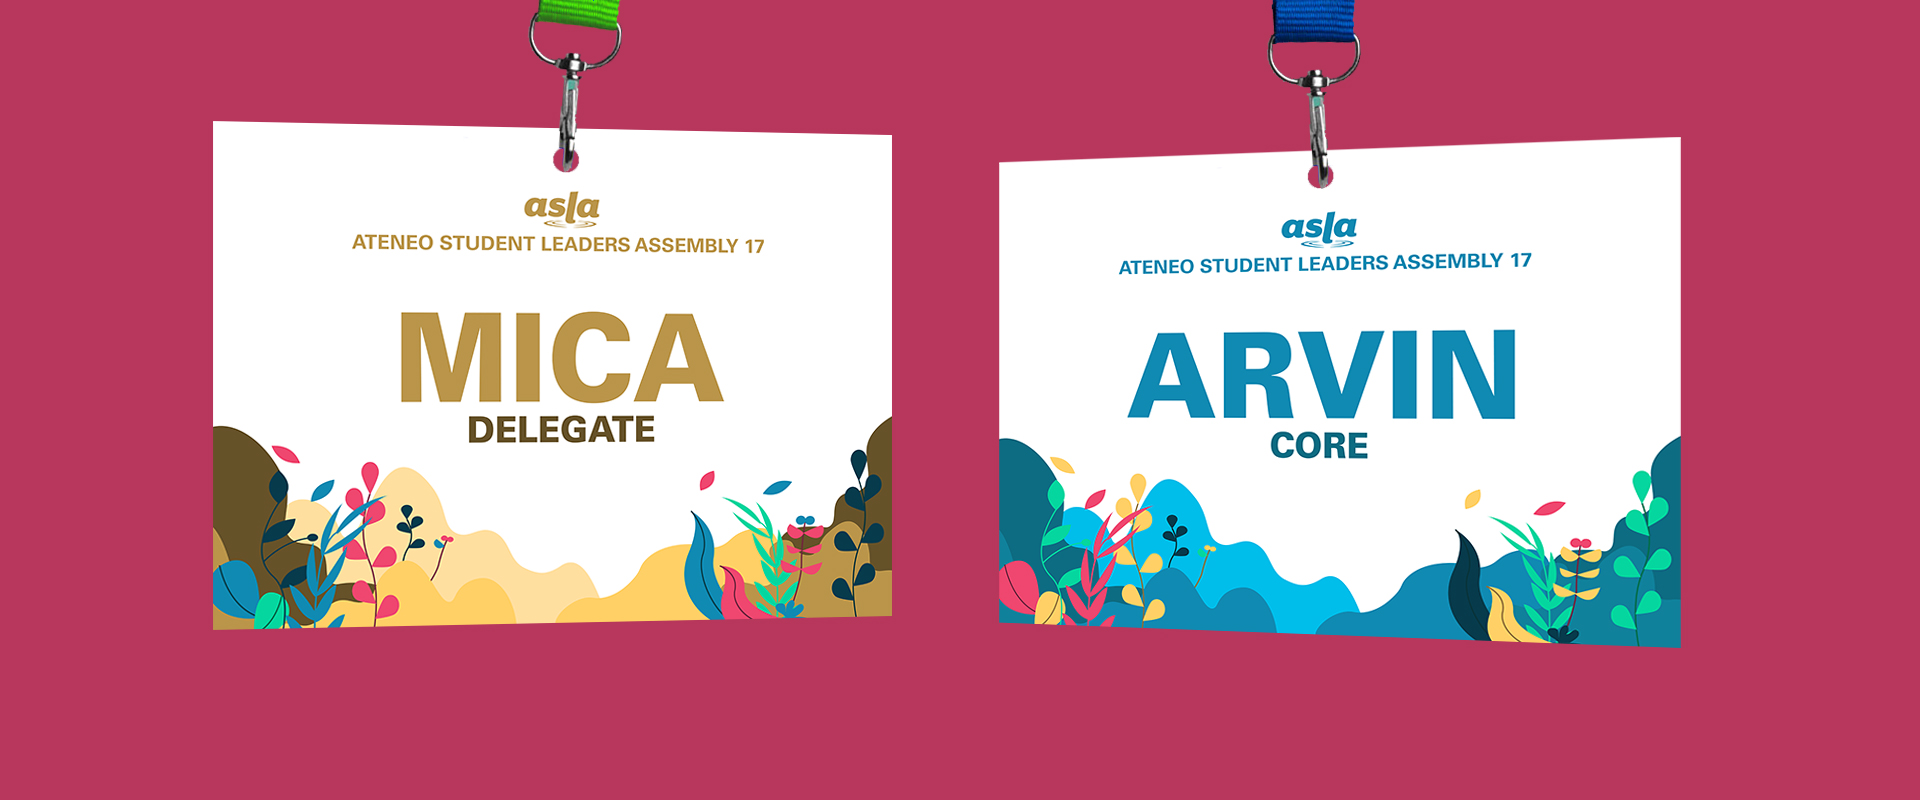 asla
ATENEO STUDENT LEADERS ASSEMBLY 17
MICA
DELEGATE
asla
ATENEO STUDENT LEADERS ASSEMBLY 17
ARVIN
CORE